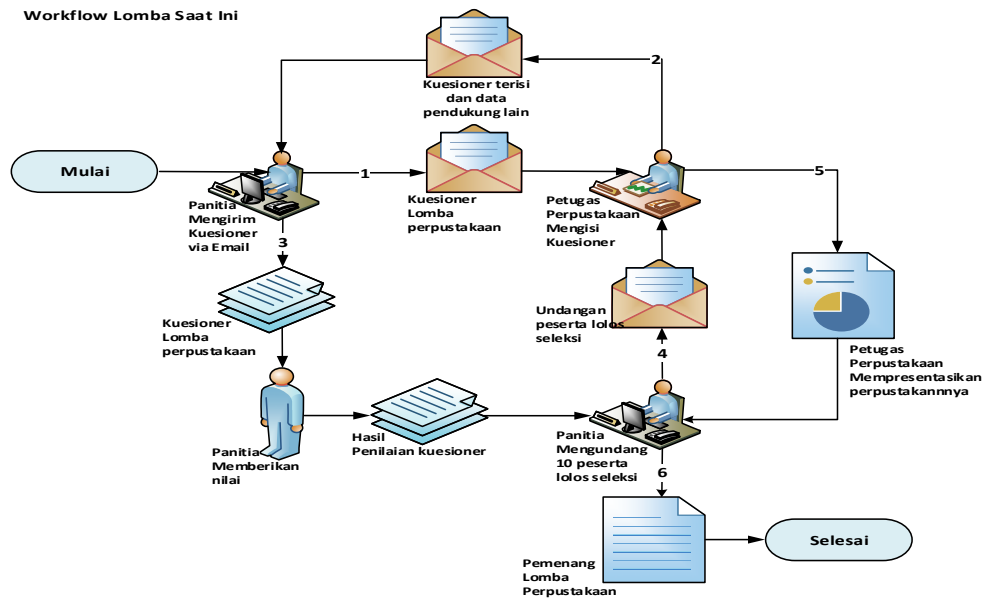 Workflow Lomba Saat Ini
2
Kuesioner terisi
dan data
pendukung lain
Mulai
1
5
Panitia
Mengirim
Kuesioner
via Email
Kuesioner
Lomba
perpustakaan
Petugas
Perpustakaan
Mengisi
Kuesioner
3
Kuesioner
Lomba
perpustakaan
Undangan
peserta lolos
seleksi
4
Petugas
Perpustakaan
Mempresentasikan
perpustakannnya
Panitia
Memberikan
nilai
Hasil
Penilaian kuesioner
Panitia
Mengundang
10 peserta
lolos seleksi
6
Pemenang
Lomba
Perpustakaan
Selesai